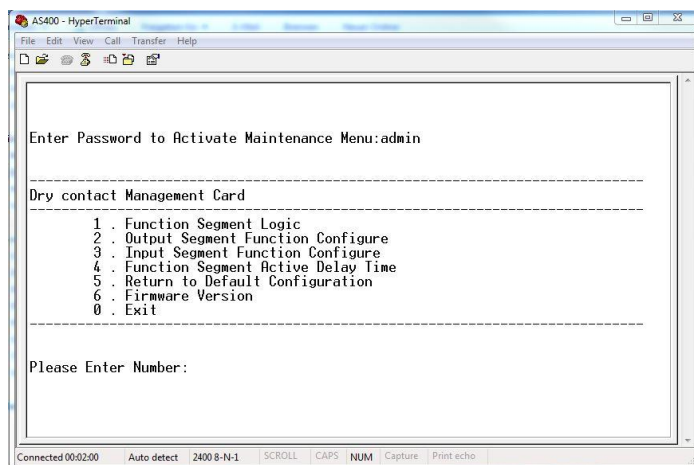 AS400 - HyperTerminal
File Edit View Call Transfer Help
Enter Password to Activate Maintenance Menu:admin
Dry contact Management Card
1 . Function Segment Logic
2 . Output Segment Function Configure
3 . Input Segment Function Configure
4 . Function Segment Active Delay Time
5 . Return to Default Configuration
6 . Firmware Version
0 . Exit
Please Enter Number:
Connected 00:02:00 Auto detect 2400 8-N-1 SCROLL CAPS NUM Capture Print echo